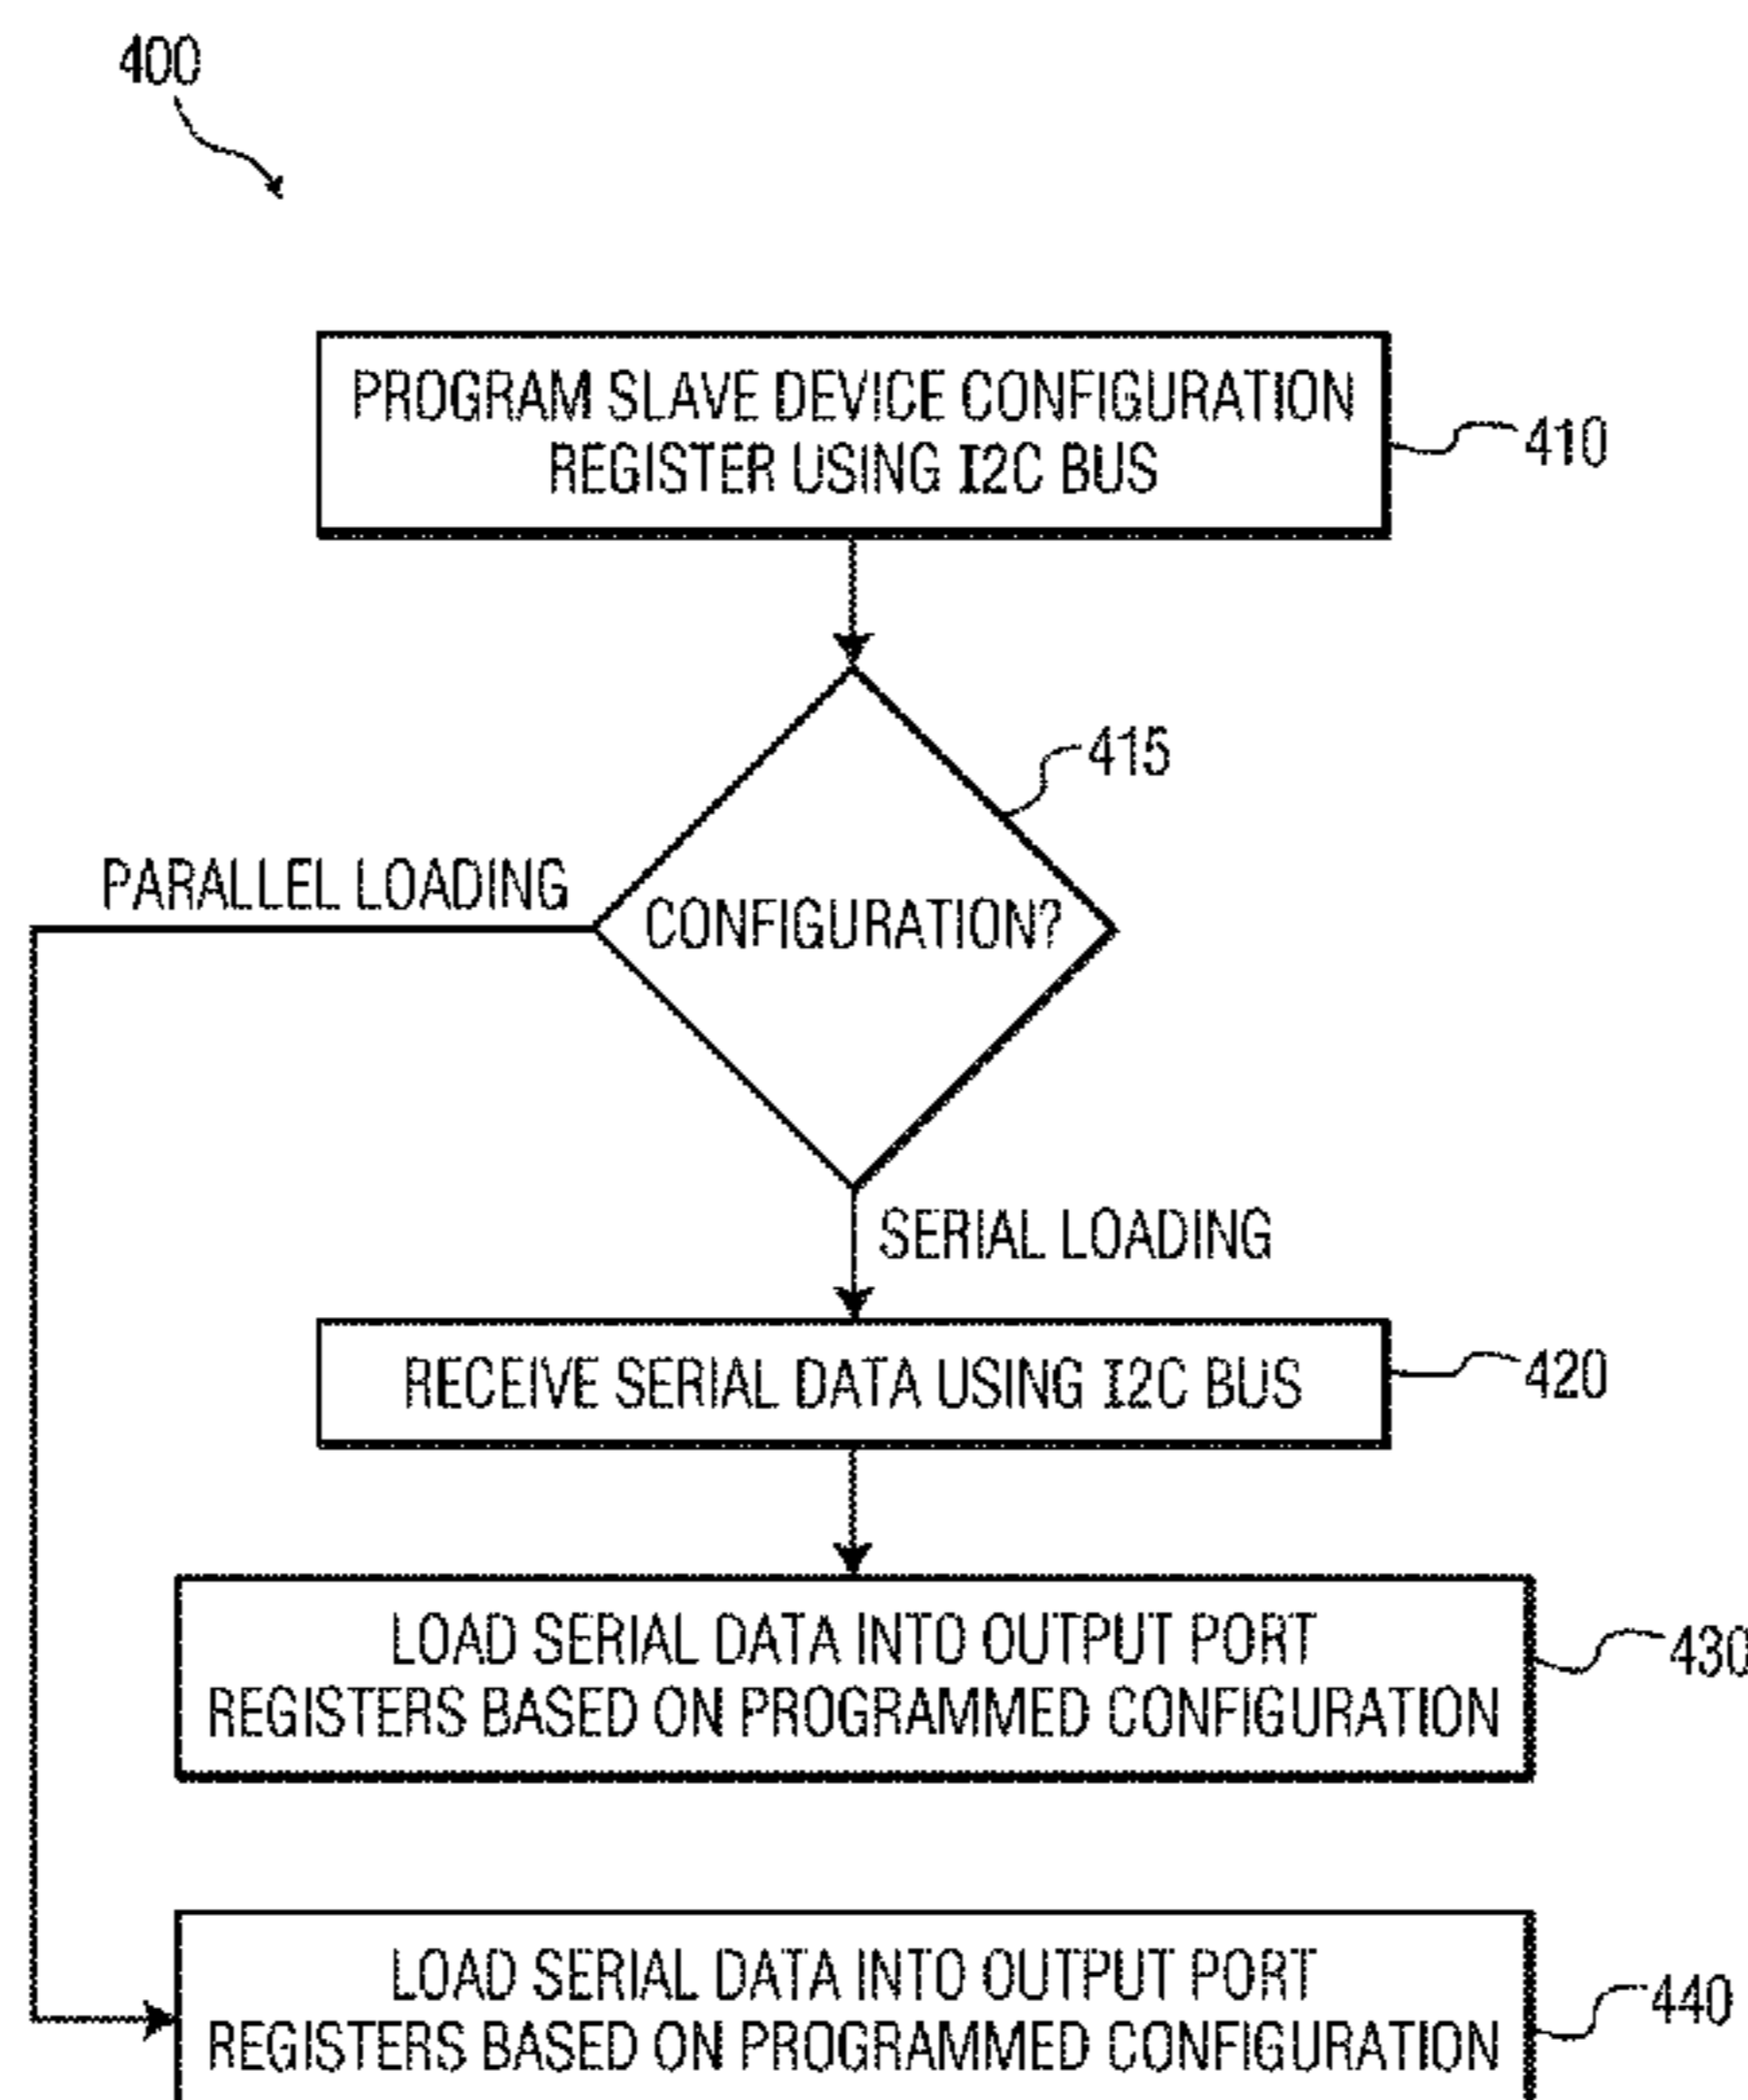 400
PROGRAM SLAVE DEVICE CONFIGURATION
REGISTER USING I2C BUS
410
415
PARALLEL LOADING
CONFIGURATION?
SERIAL LOADING
RECEIVE SERIAL DATA USING I2C BUS
420
LOAD SERIAL DATA INTO OUTPUT PORT
REGISTERS BASED ON PROGRAMMED CONFIGURATION
430
LOAD SERIAL DATA INTO OUTPUT PORT
REGISTERS BASED ON PROGRAMMED CONFIGURATION
440